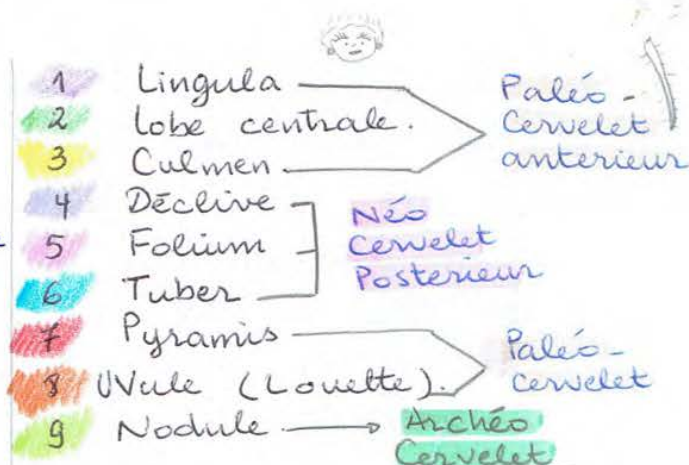 1 Lingula
2 Lobe centrale.
3 Culmen
Paléo-
Cervelet
anterieur
4 Déclive
5 Folium
6 Tuber
Néo
Cervelet
Posterieur
7 Pyramis
8 UVule (Louette).
Paléo-
cervelet
9 Nodule
Archéo
Cervelet